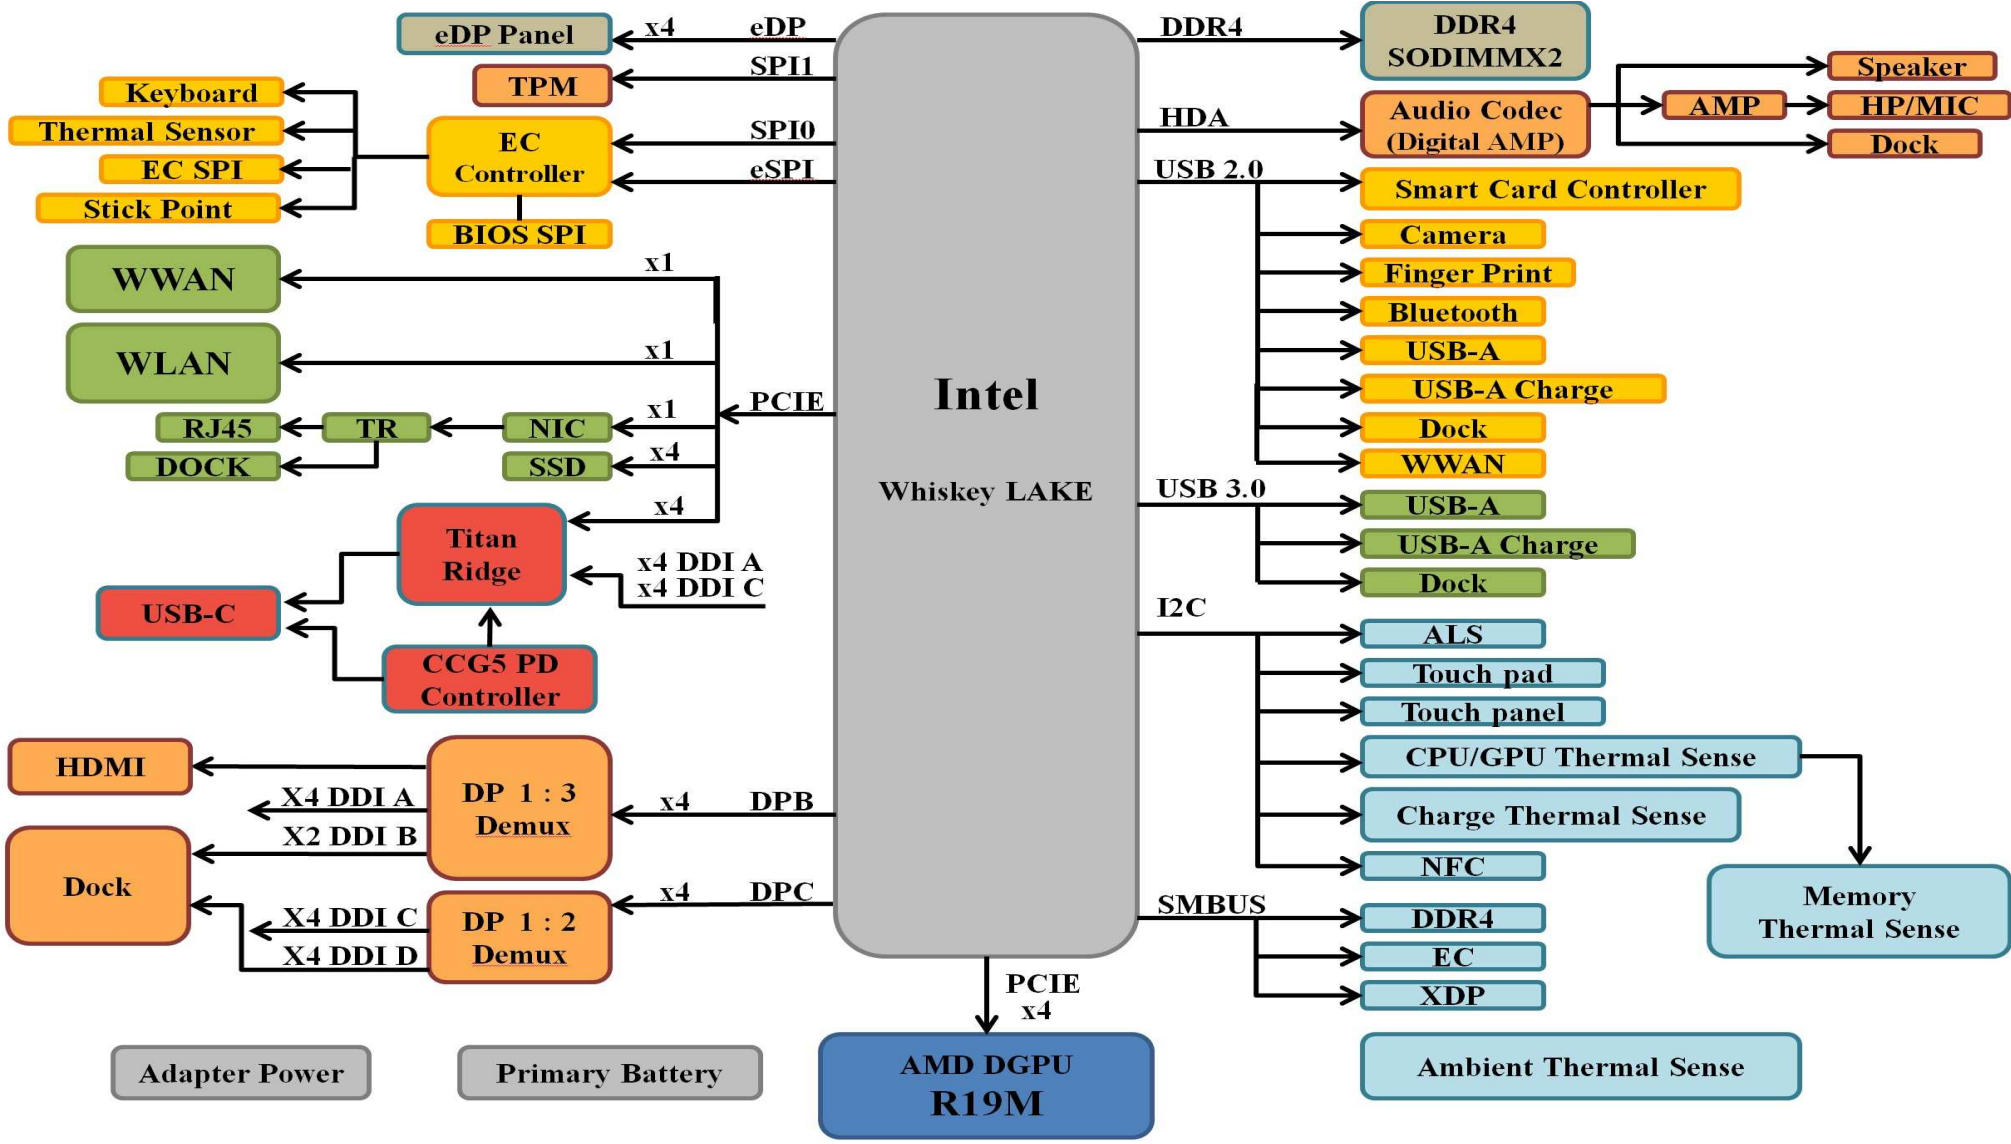 eDP Panel
x4
eDP
TPM
SPI1
Keyboard
Thermal Sensor
EC SPI
Stick Point
EC
Controller
SPI0
eSPI
BIOS SPI
WWAN
x1
WLAN
x1
PCIE
RJ45
TR
NIC
x1
DOCK
SSD
x4
x4
Titan
Ridge
x4 DDI A
x4 DDI C
USB-C
CCG5 PD
Controller
HDMI
X4 DDI A
X2 DDI B
DP 1 : 3
Demux
x4
DPB
Dock
X4 DDI C
X4 DDI D
DP 1 : 2
Demux
x4
DPC
Adapter Power
Primary Battery
Intel
Whiskey LAKE
PCIE
x4
AMD DGPU
R19M
DDR4
DDR4
SODIMMX2
HDA
Audio Codec
(Digital AMP)
AMP
Speaker
HP/MIC
Dock
USB 2.0
Smart Card Controller
Camera
Finger Print
Bluetooth
USB-A
USB-A Charge
Dock
WWAN
USB 3.0
USB-A
USB-A Charge
Dock
I2C
ALS
Touch pad
Touch panel
CPU/GPU Thermal Sense
Charge Thermal Sense
NFC
Memory
Thermal Sense
SMBUS
DDR4
EC
XDP
Ambient Thermal Sense